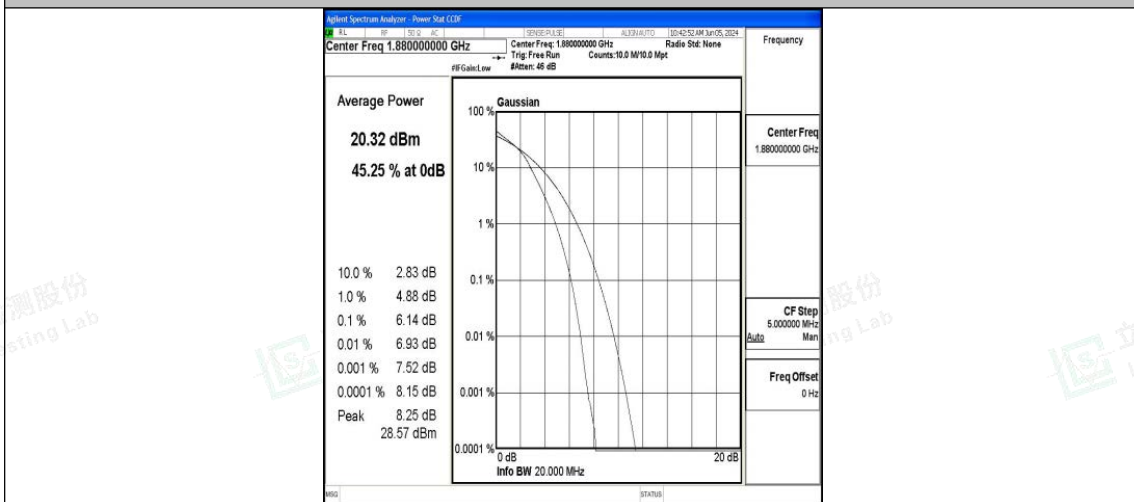 Agilent Spectrum Analyzer - Power Stat CCDF
RL RF 50 Ω AC SENSE:PULSE ALIGN AUTO 10:42:52 AM Jun 05, 2024
Center Freq 1.880000000 GHz
Center Freq: 1.880000000 GHz Radio Std: None
Trig: Free Run Counts:10.0 M/10.0 Mpt
#IFGain:Low #Atten: 46 dB
Frequency
Average Power
20.32 dBm
45.25 % at 0dB
10.0 % 2.83 dB
1.0 % 4.88 dB
0.1 % 6.14 dB
0.01 % 6.93 dB
0.001 % 7.52 dB
0.0001 % 8.15 dB
Peak 8.25 dB
28.57 dBm
Gaussian
100 %
10 %
1 %
0.1 %
0.01 %
0.001 %
0.0001 %
0 dB 20 dB
Info BW 20.000 MHz
Center Freq
1.880000000 GHz
CF Step
5.000000 MHz
Auto Man
Freq Offset
0 Hz
MSG STATUS
测股份
sting Lab
股份
ng Lab
立